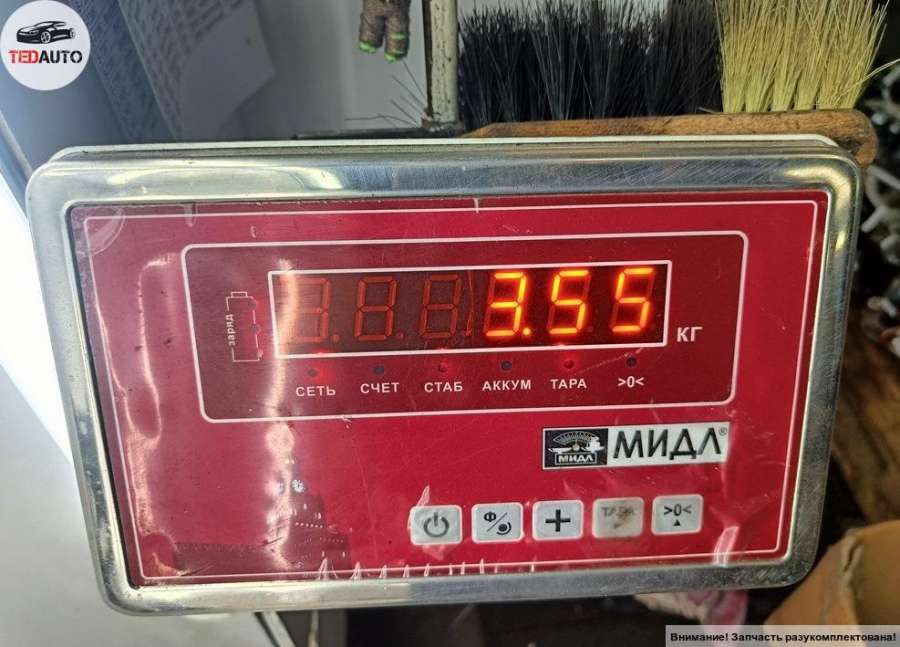 TEDAUTO
заряд
3.55
КГ
СЕТЬ СЧЕТ СТАБ АККУМ ТАРА >0<
МИДЛ МИДЛ®
Ф + ТАРА >0<
Внимание! Запчасть разукомплектована!